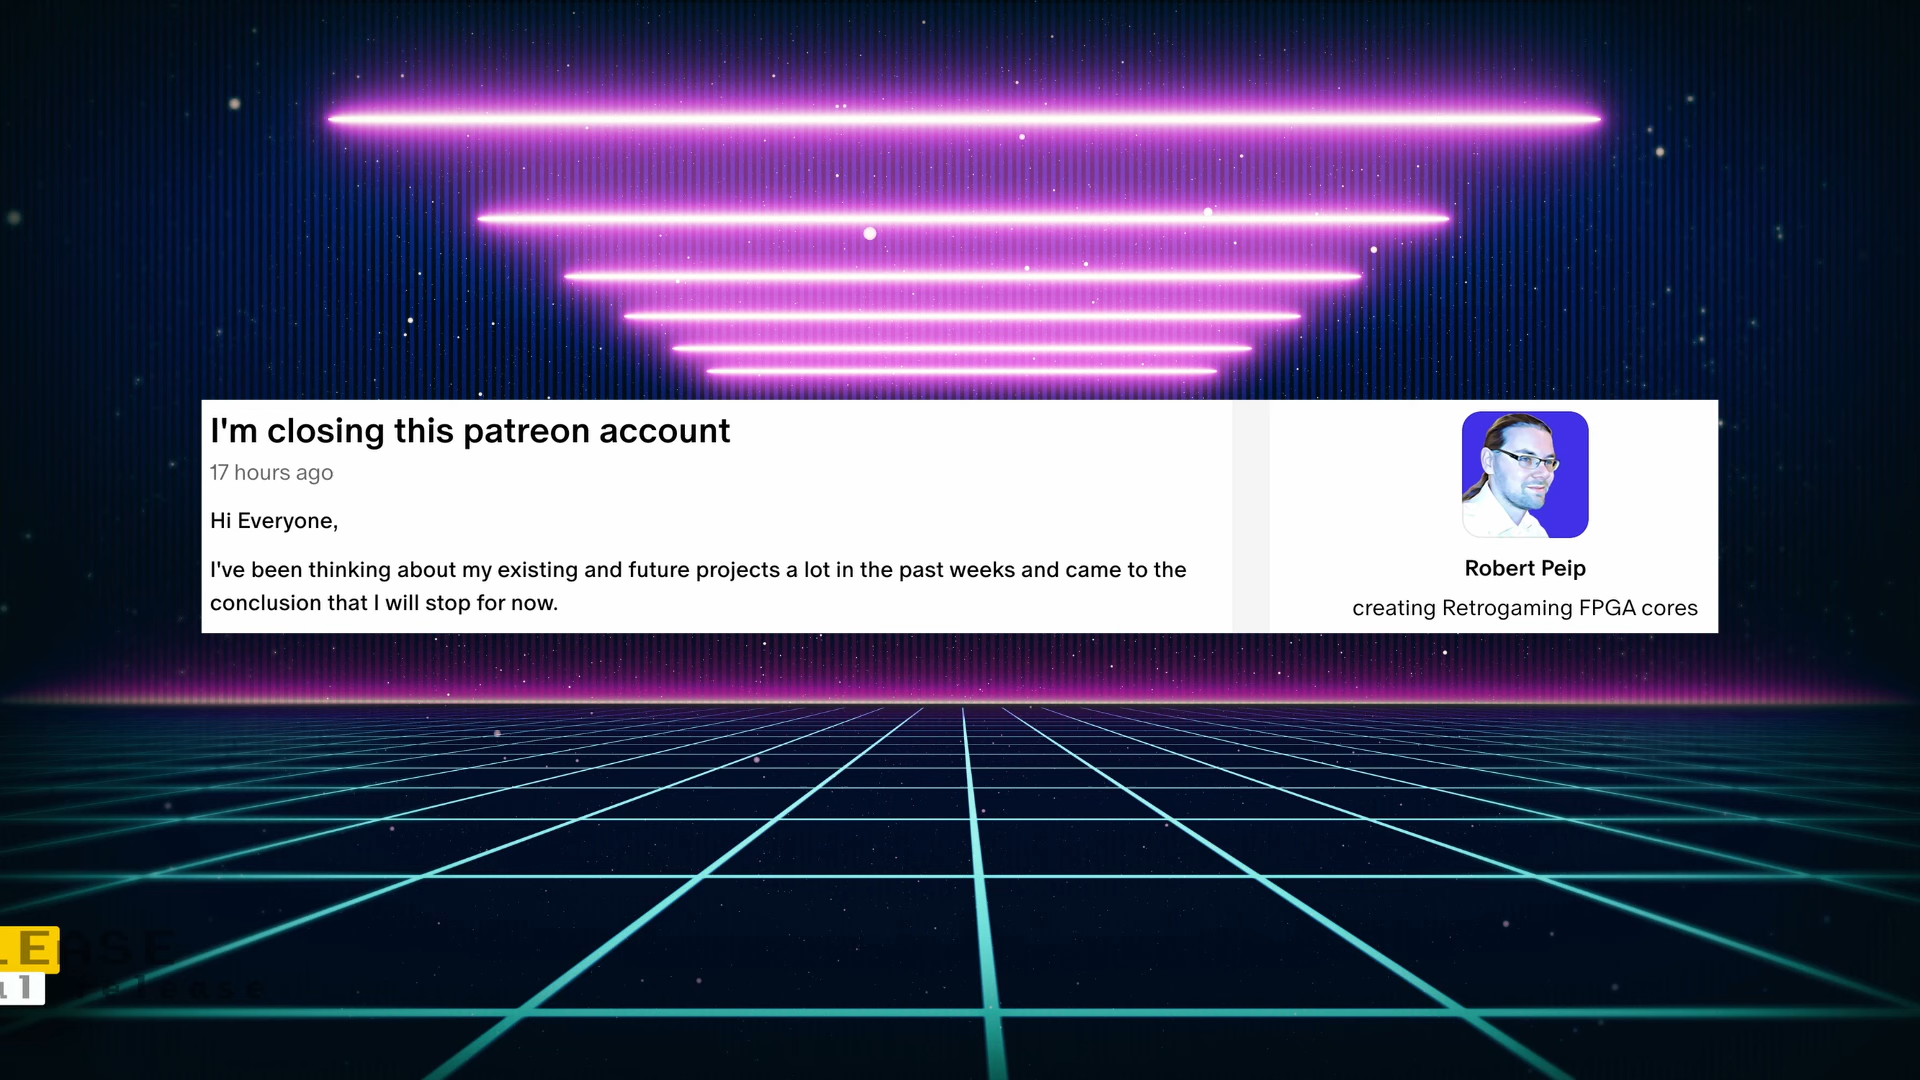 I'm closing this patreon account
17 hours ago
Hi Everyone,
I've been thinking about my existing and future projects a lot in the past weeks and came to the
conclusion that I will stop for now.
Robert Peip
creating Retrogaming FPGA cores
LEASE
elease